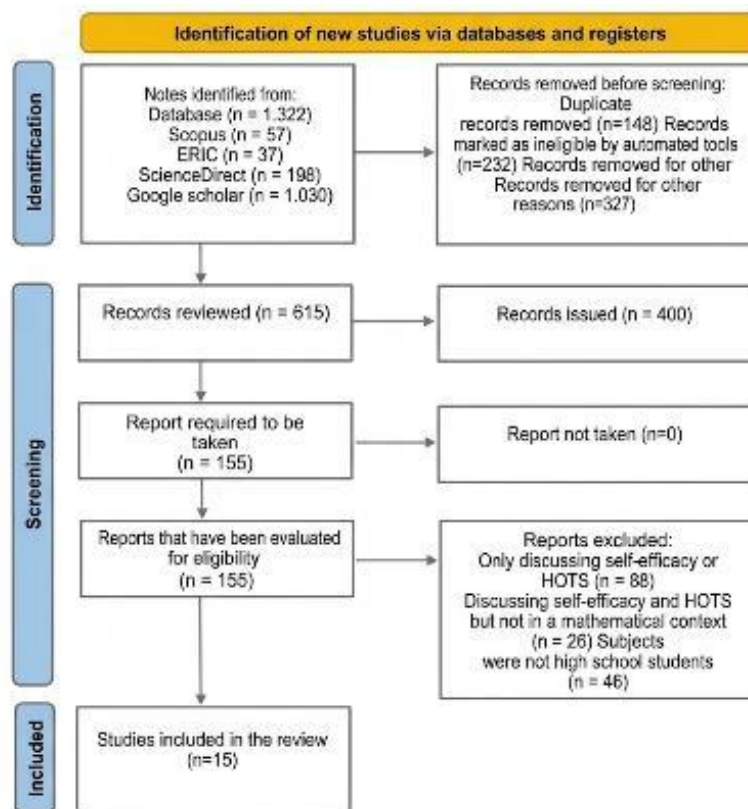 Identification of new studies via databases and registers
Identification
Notes identified from:
Database (n = 1.322)
Scopus (n = 57)
ERIC (n = 37)
ScienceDirect (n = 198)
Google scholar (n = 1.030)
Records removed before screening:
Duplicate
records removed (n=148) Records
marked as ineligible by automated tools
(n=232) Records removed for other
Records removed for other
reasons (n=327)
Screening
Records reviewed (n = 615)
Records issued (n = 400)
Report required to be
taken
(n = 155)
Report not taken (n=0)
Reports that have been evaluated
for eligibility
(n = 155)
Reports excluded:
Only discussing self-efficacy or
HOTS (n = 88)
Discussing self-efficacy and HOTS
but not in a mathematical context
(n = 26) Subjects
were not high school students
(n = 46)
Included
Studies included in the review
(n=15)